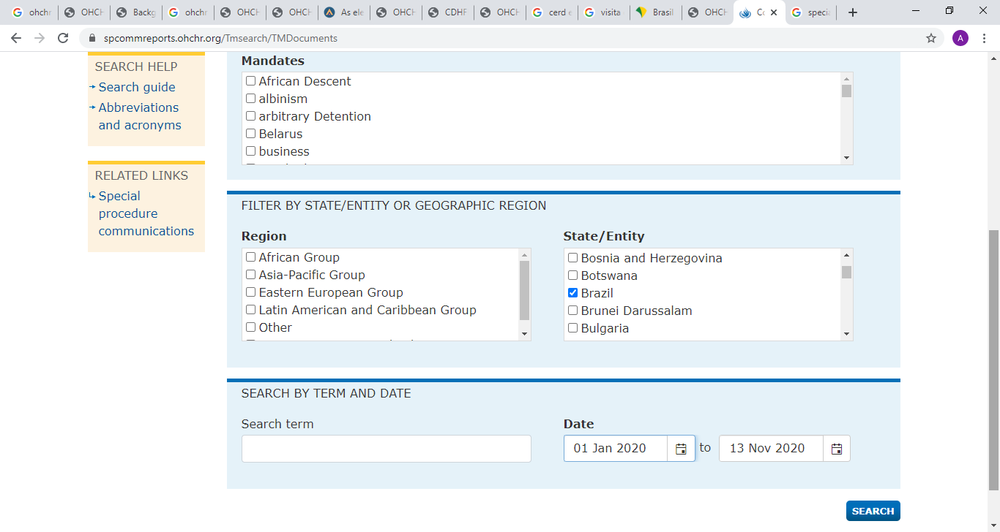 ohchr
OHCH
Backg
ohchr
OHCH
OHCH
As ele
OHCH
CDHF
OHCH
cerd e
visita
Brasil
OHCH
Co
specia
spcommreports.ohchr.org/Tmsearch/TMDocuments
A
SEARCH HELP
Search guide
Abbreviations
and acronyms
RELATED LINKS
Special
procedure
communications
Mandates
African Descent
albinism
arbitrary Detention
Belarus
business
FILTER BY STATE/ENTITY OR GEOGRAPHIC REGION
Region
African Group
Asia-Pacific Group
Eastern European Group
Latin American and Caribbean Group
Other
State/Entity
Bosnia and Herzegovina
Botswana
Brazil
Brunei Darussalam
Bulgaria
SEARCH BY TERM AND DATE
Search term
Date
01 Jan 2020 to 13 Nov 2020
SEARCH